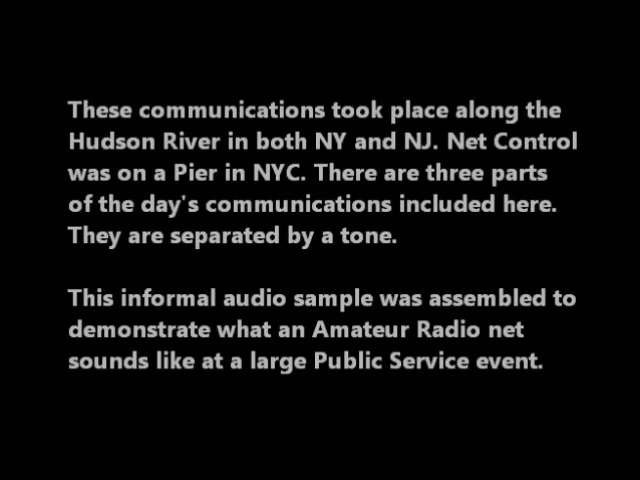 These communications took place along the
Hudson River in both NY and NJ. Net Control
was on a Pier in NYC. There are three parts
of the day's communications included here.
They are separated by a tone.
This informal audio sample was assembled to
demonstrate what an Amateur Radio net
sounds like at a large Public Service event.